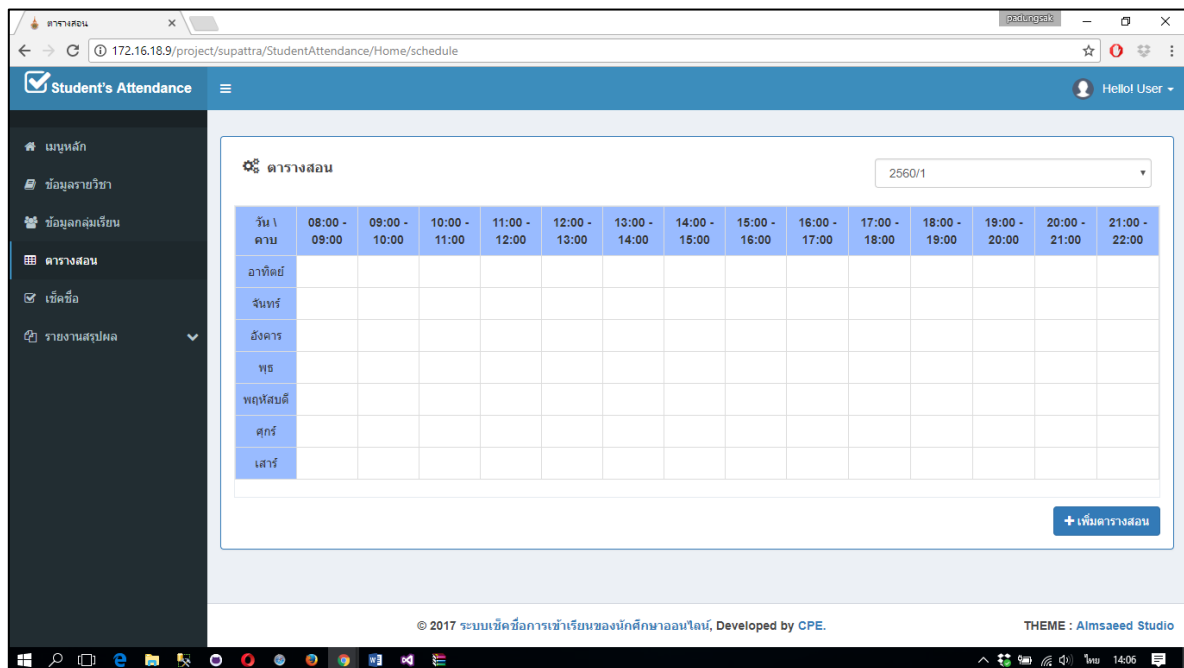 ตารางสอน
padungsak
172.16.18.9/project/supattra/StudentAttendance/Home/schedule
Student's Attendance
Hello! User
เมนูหลัก
ข้อมูลรายวิชา
ข้อมูลกลุ่มเรียน
ตารางสอน
เช็คชื่อ
รายงานสรุปผล
ตารางสอน
2560/1
วัน \ คาบ 08:00 - 09:00 09:00 - 10:00 10:00 - 11:00 11:00 - 12:00 12:00 - 13:00 13:00 - 14:00 14:00 - 15:00 15:00 - 16:00 16:00 - 17:00 17:00 - 18:00 18:00 - 19:00 19:00 - 20:00 20:00 - 21:00 21:00 - 22:00
อาทิตย์
จันทร์
อังคาร
พุธ
พฤหัสบดี
ศุกร์
เสาร์
เพิ่มตารางสอน
© 2017 ระบบเช็คชื่อการเข้าเรียนของนักศึกษาออนไลน์, Developed by CPE.
THEME : Almsaeed Studio
ไทย 14:06